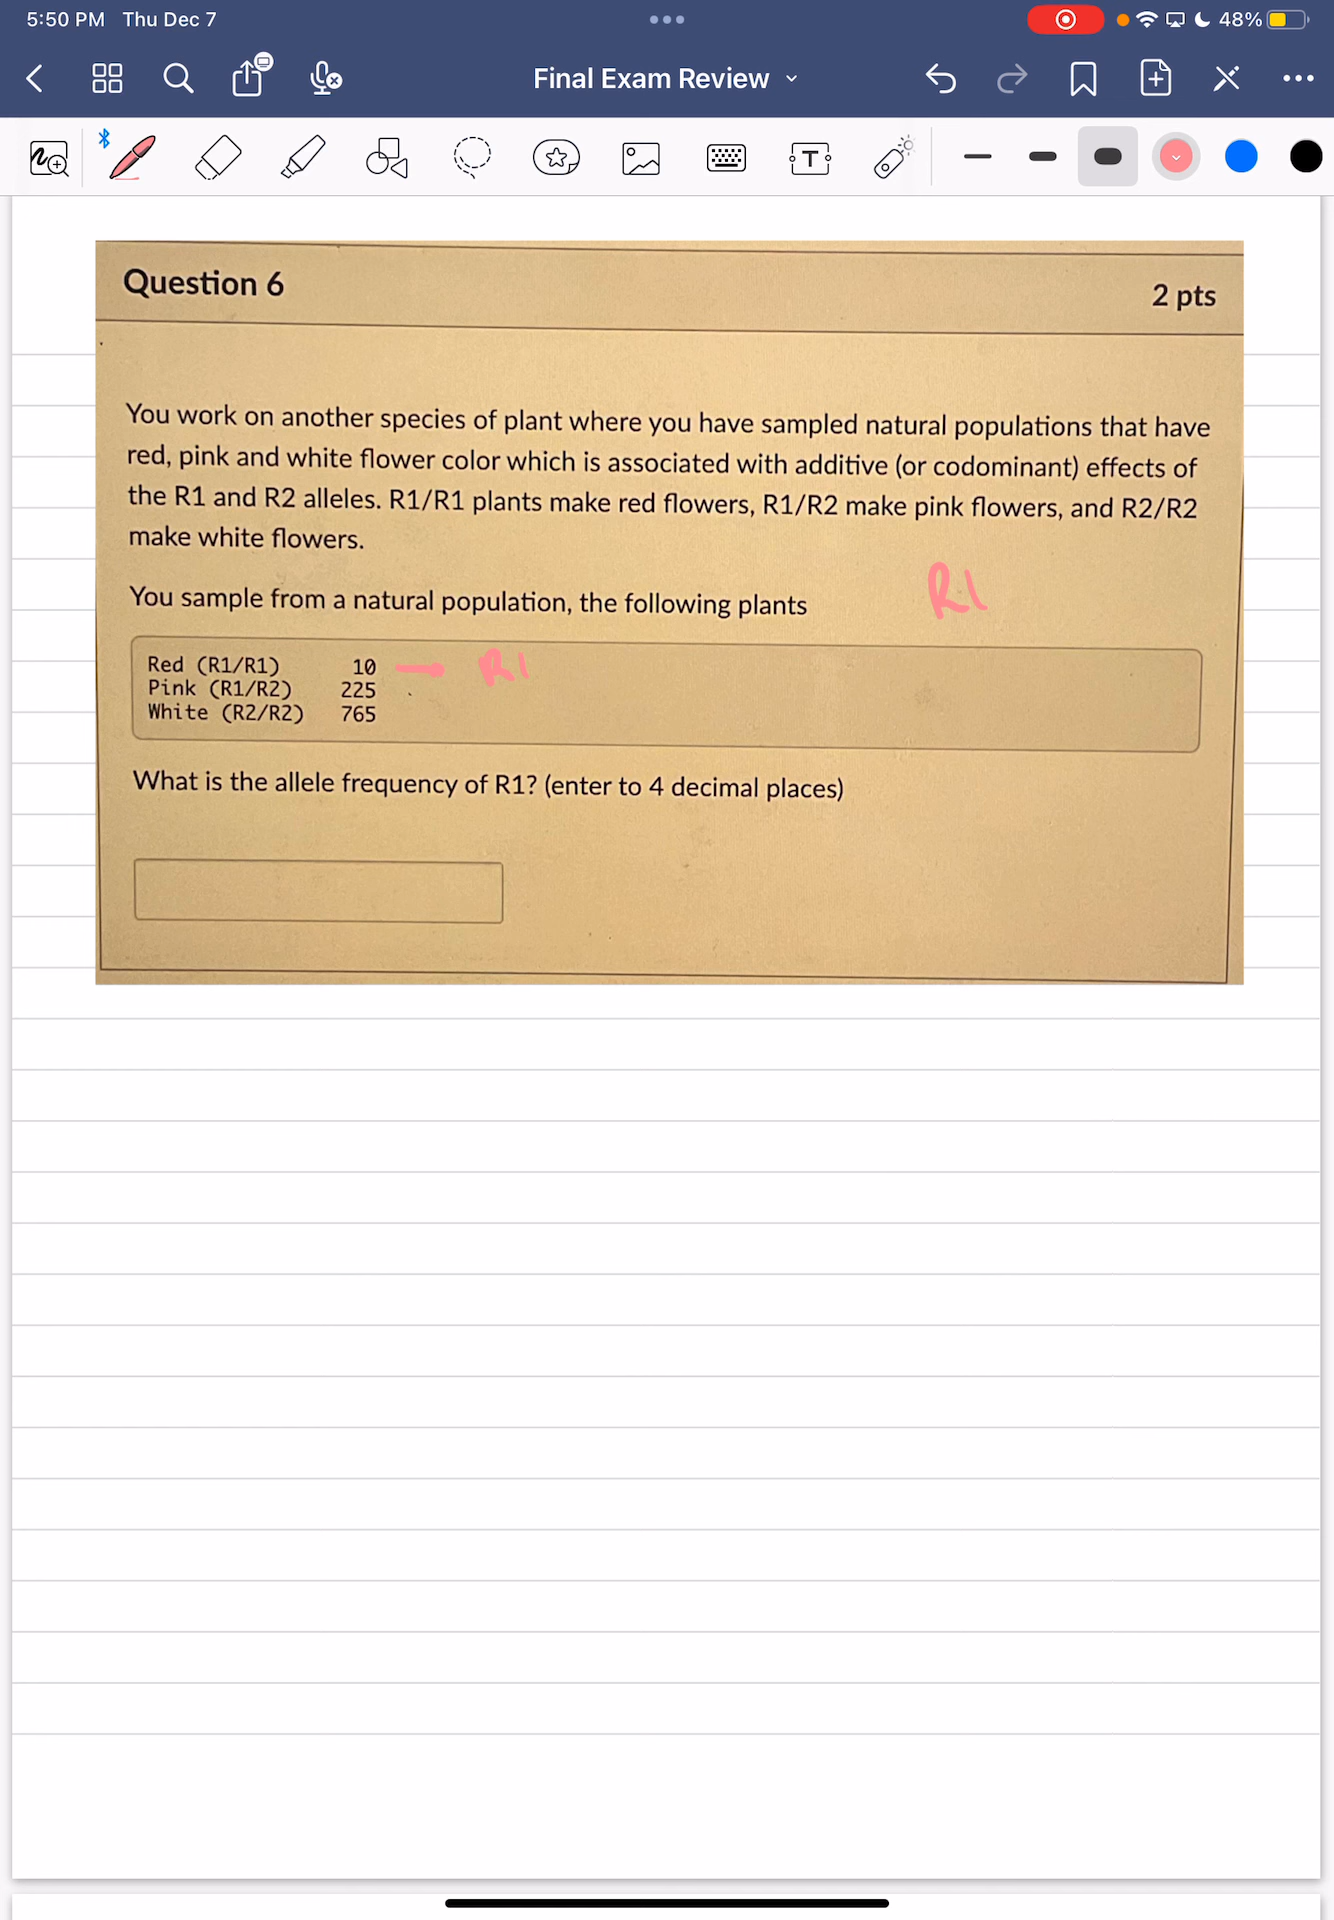 5:50 PM Thu Dec 7
48%
Final Exam Review
T
Question 6
2 pts
You work on another species of plant where you have sampled natural populations that have
red, pink and white flower color which is associated with additive (or codominant) effects of
the R1 and R2 alleles. R1/R1 plants make red flowers, R1/R2 make pink flowers, and R2/R2
make white flowers.
R1
You sample from a natural population, the following plants
Red (R1/R1) 10 — R1
Pink (R1/R2) 225
White (R2/R2) 765
What is the allele frequency of R1? (enter to 4 decimal places)